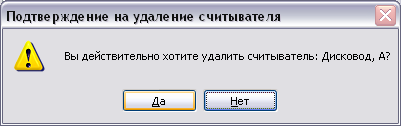 Подтверждение на удаление считывателя
Вы действительно хотите удалить считыватель: Дисковод, А?
Да
Нет